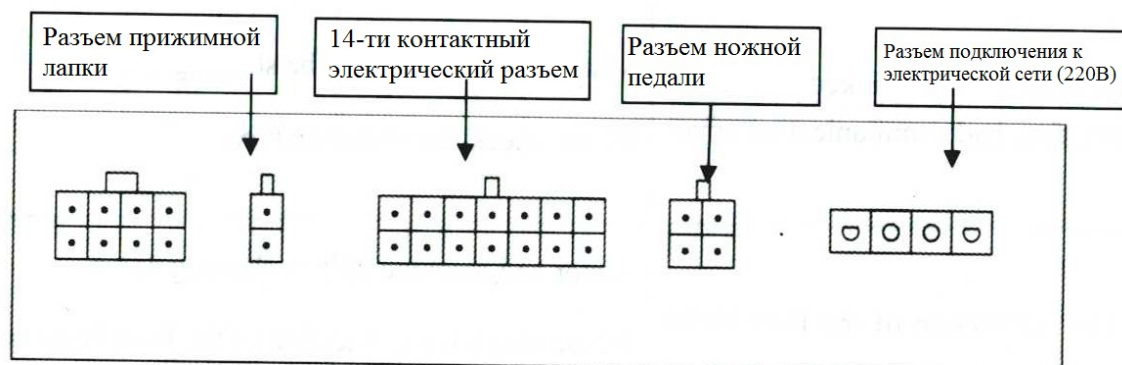 Разъем прижимной
лапки
14-ти контактный
электрический разъем
Разъем ножной
педали
Разъем подключения к
электрической сети (220В)